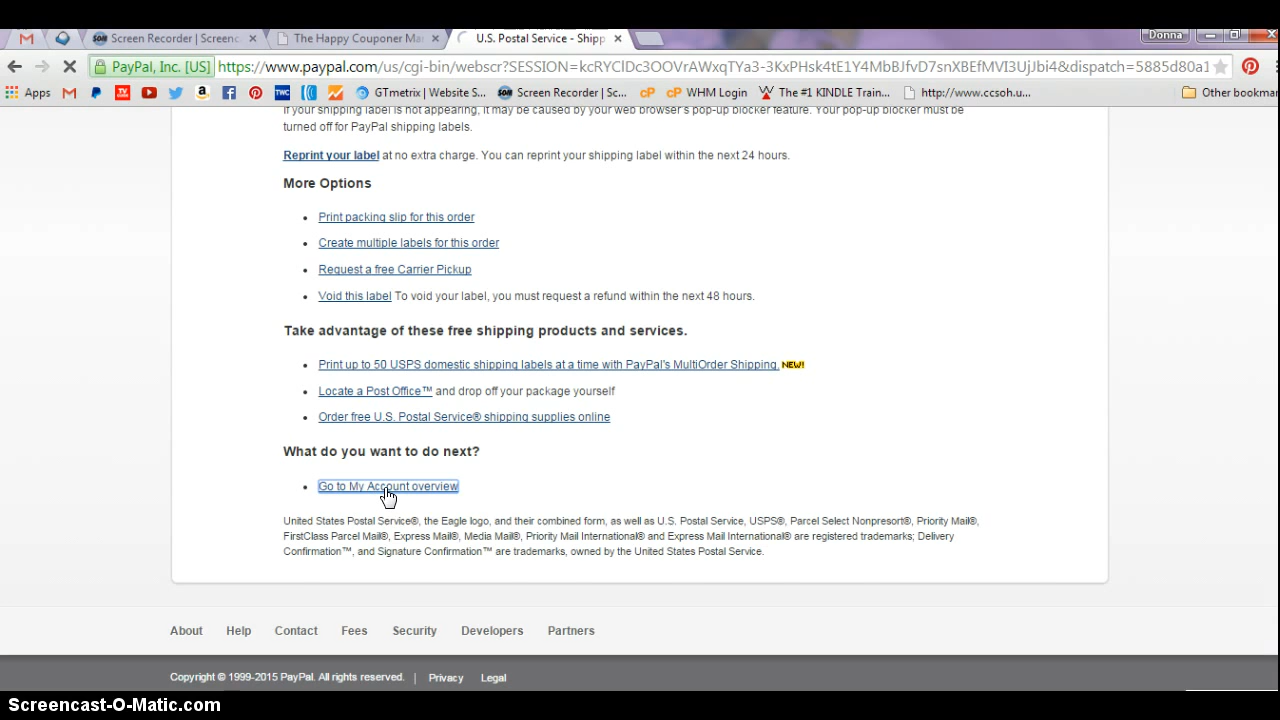 Screen Recorder | Screenc
The Happy Couponer Ma
U.S. Postal Service - Shipp
Donna
PayPal, Inc. [US]
https://www.paypal.com/us/cgi-bin/webscr?SESSION=kcRYClDc3OOVrAWxqTYa3-3KxPHsk4tE1Y4MbBJfvD7snXBEfMVI3UjJbi4&dispatch=5885d80a1
Apps
GTmetrix | Website S...
Screen Recorder | Sc...
cP
cP WHM Login
The #1 KINDLE Train...
http://www.ccsoh.u...
Other bookmar
If your shipping label is not appearing, it may be caused by your web browser's pop-up blocker feature. Your pop-up blocker must be
turned off for PayPal shipping labels.
Reprint your label at no extra charge. You can reprint your shipping label within the next 24 hours.
More Options
• Print packing slip for this order
• Create multiple labels for this order
• Request a free Carrier Pickup
• Void this label To void your label, you must request a refund within the next 48 hours.
Take advantage of these free shipping products and services.
• Print up to 50 USPS domestic shipping labels at a time with PayPal's MultiOrder Shipping. NEW!
• Locate a Post Office™ and drop off your package yourself
• Order free U.S. Postal Service® shipping supplies online
What do you want to do next?
• Go to My Account overview
United States Postal Service®, the Eagle logo, and their combined form, as well as U.S. Postal Service, USPS®, Parcel Select Nonpresort®, Priority Mail®,
FirstClass Parcel Mail®, Express Mail®, Media Mail®, Priority Mail International® and Express Mail International® are registered trademarks; Delivery
Confirmation™, and Signature Confirmation™ are trademarks, owned by the United States Postal Service.
About Help Contact Fees Security Developers Partners
Copyright © 1999-2015 PayPal. All rights reserved. | Privacy Legal
Screencast-O-Matic.com